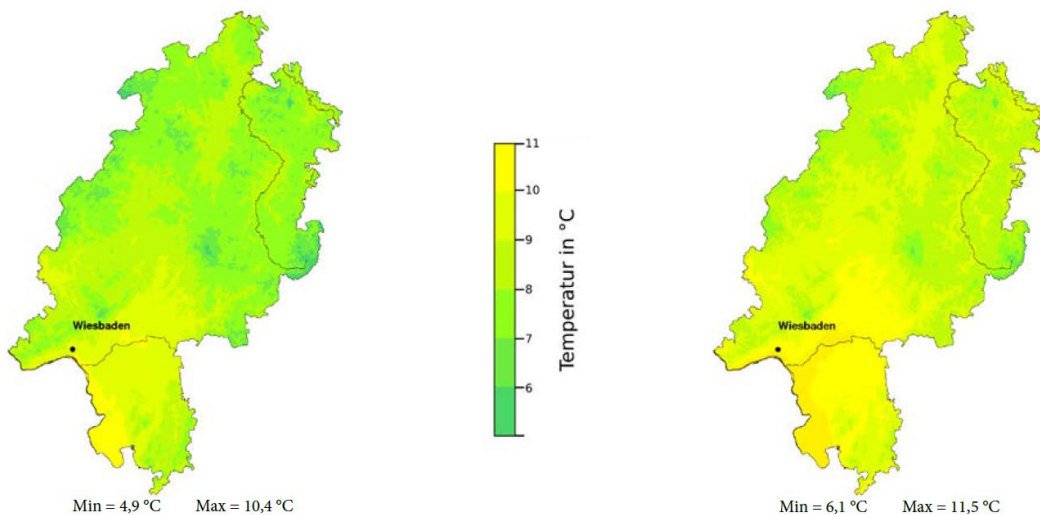 11
10
9
8
7
6
Temperatur in °C
Wiesbaden
Wiesbaden
Min = 4,9 °C Max = 10,4 °C
Min = 6,1 °C Max = 11,5 °C